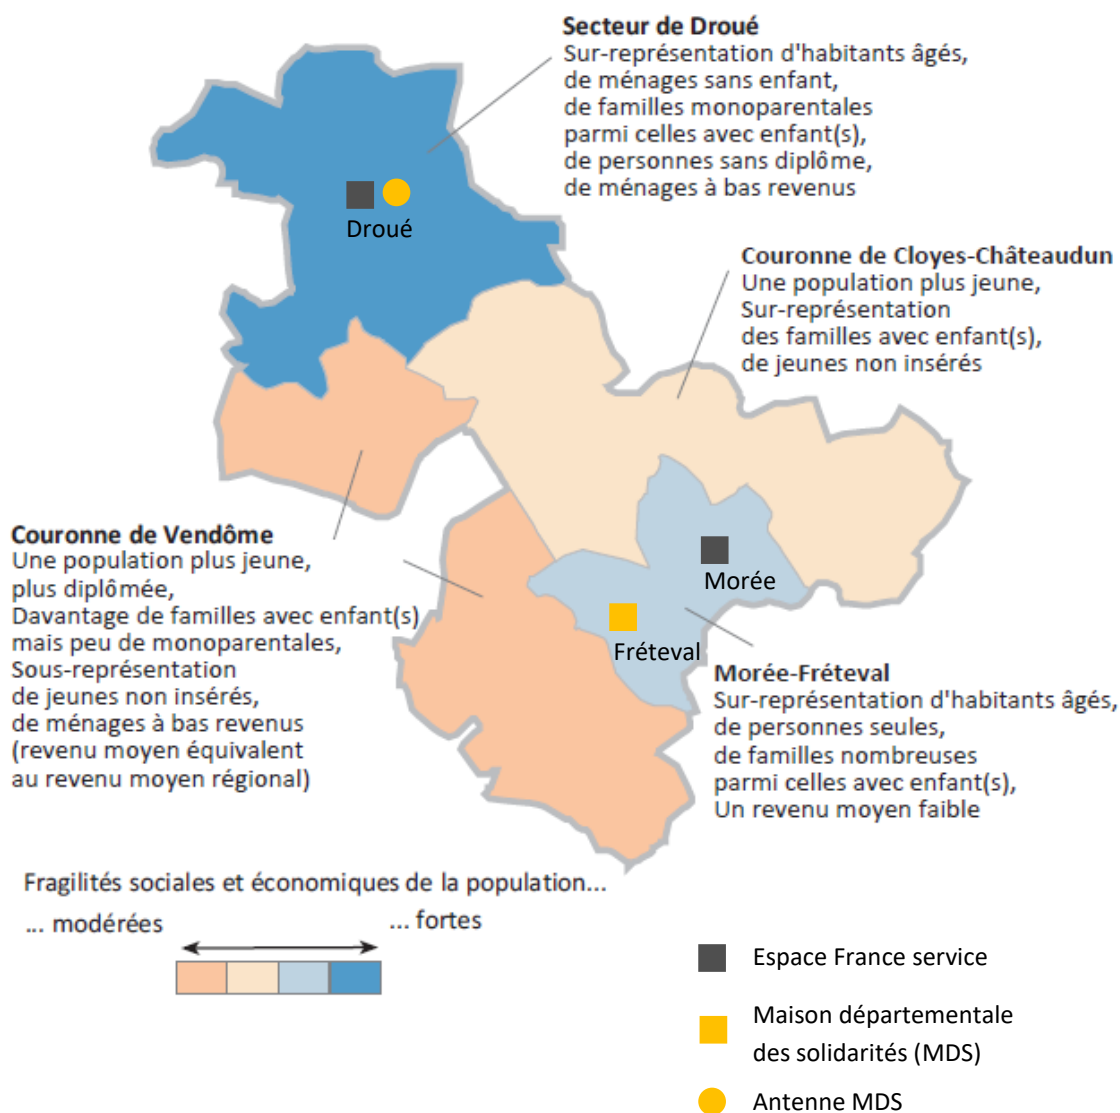 Secteur de Droué
Sur-représentation d'habitants âgés,
de ménages sans enfant,
de familles monoparentales
parmi celles avec enfant(s),
de personnes sans diplôme,
de ménages à bas revenus
Droué
Couronne de Cloyes-Châteaudun
Une population plus jeune,
Sur-représentation
des familles avec enfant(s),
de jeunes non insérés
Couronne de Vendôme
Une population plus jeune,
plus diplômée,
Davantage de familles avec enfant(s)
mais peu de monoparentales,
Sous-représentation
de jeunes non insérés,
de ménages à bas revenus
(revenu moyen équivalent
au revenu moyen régional)
Morée
Fréteval
Morée-Fréteval
Sur-représentation d'habitants âgés,
de personnes seules,
de familles nombreuses
parmi celles avec enfant(s),
Un revenu moyen faible
Fragilités sociales et économiques de la population...
... modérées
... fortes
Espace France service
Maison départementale
des solidarités (MDS)
Antenne MDS